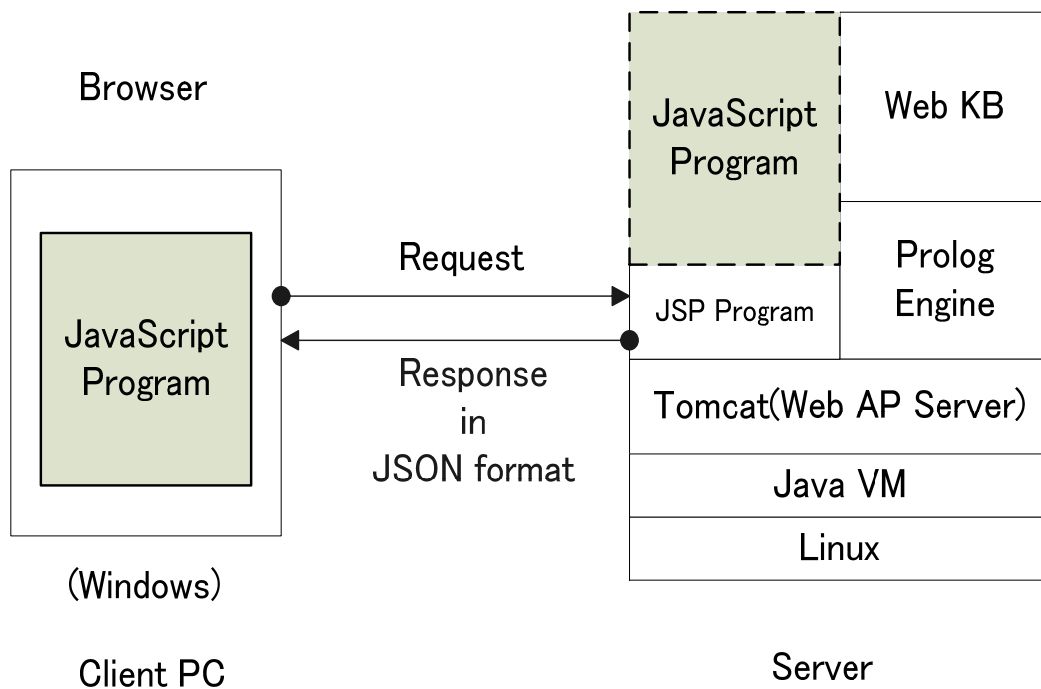 Browser
JavaScript
Program
(Windows)
Client PC
Request
Response
in
JSON format
JavaScript
Program
Web KB
Prolog
Engine
JSP Program
Tomcat(Web AP Server)
Java VM
Linux
Server